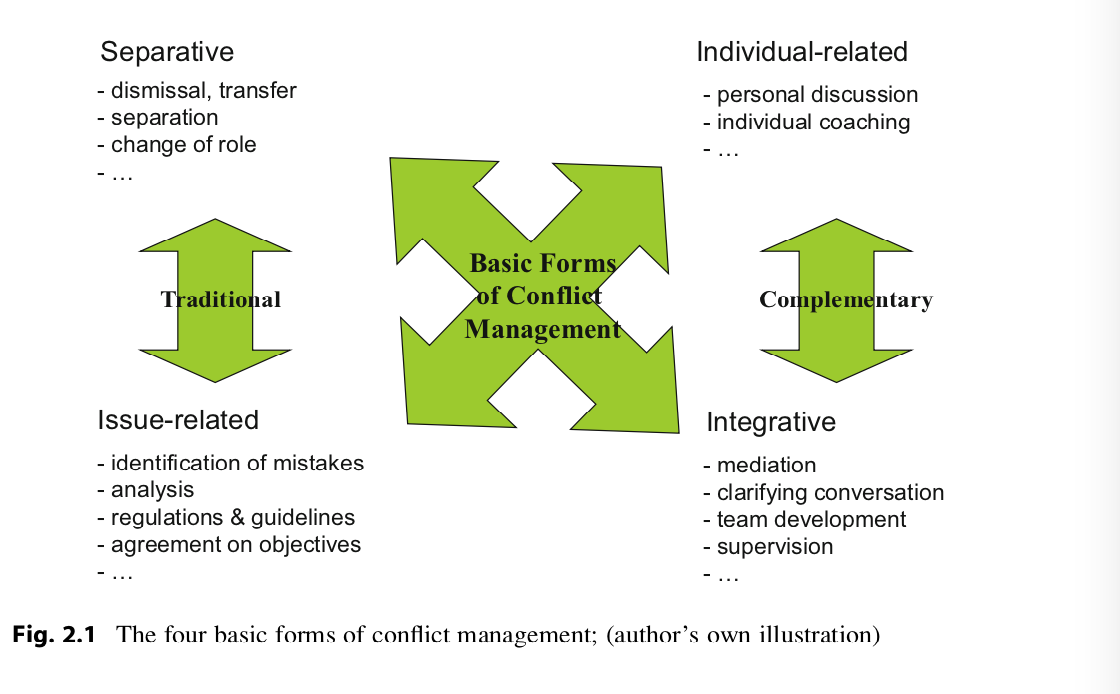 Separative
- dismissal, transfer
- separation
- change of role
- …
Individual-related
- personal discussion
- individual coaching
- …
Traditional
Basic Forms
of Conflict
Management
Complementary
Issue-related
- identification of mistakes
- analysis
- regulations & guidelines
- agreement on objectives
- …
Integrative
- mediation
- clarifying conversation
- team development
- supervision
- …
Fig. 2.1 The four basic forms of conflict management; (author’s own illustration)